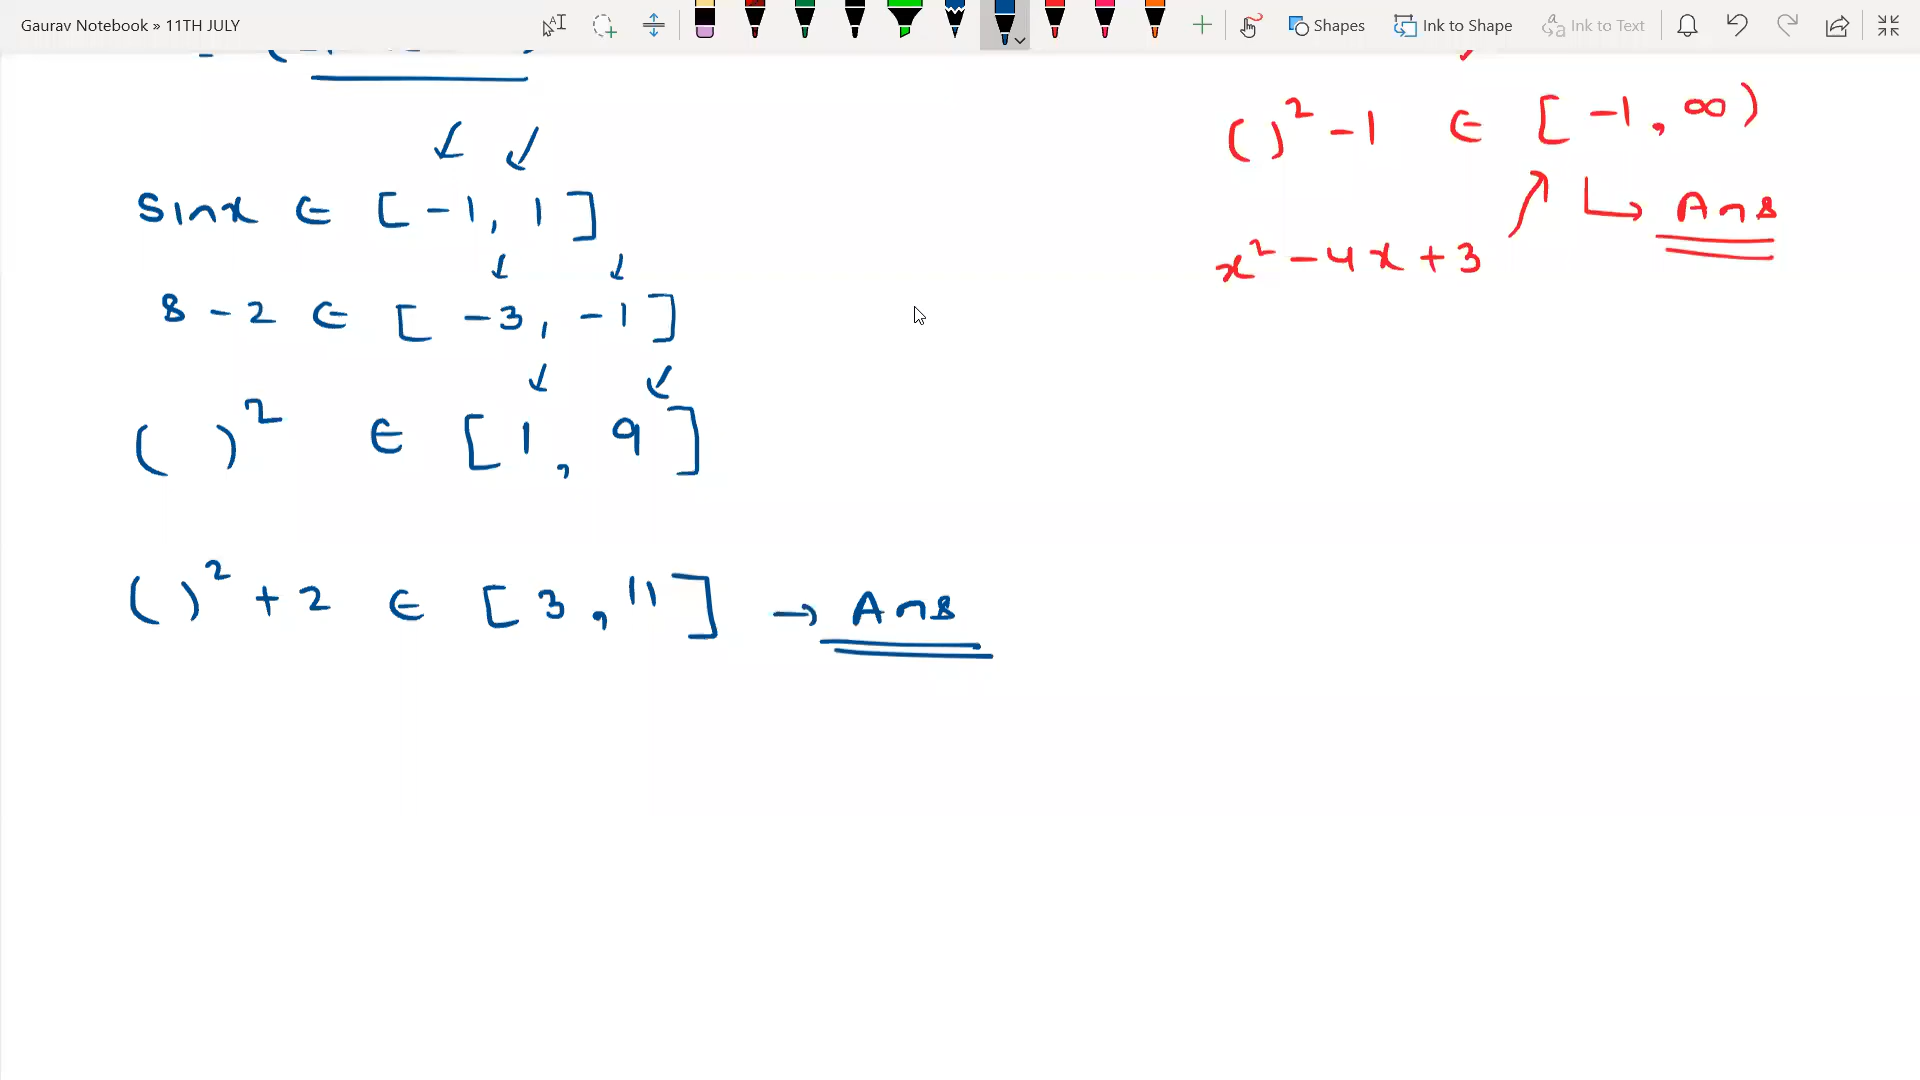 Gaurav Notebook » 11TH JULY
Shapes
Ink to Shape
Ink to Text
sinx ∈ [-1, 1]
s - 2 ∈ [-3, -1]
( )² ∈ [1, 9]
( )² + 2 ∈ [3, 11] → Ans
( )² - 1 ∈ [-1, ∞)
↳ Ans
x² - 4x + 3